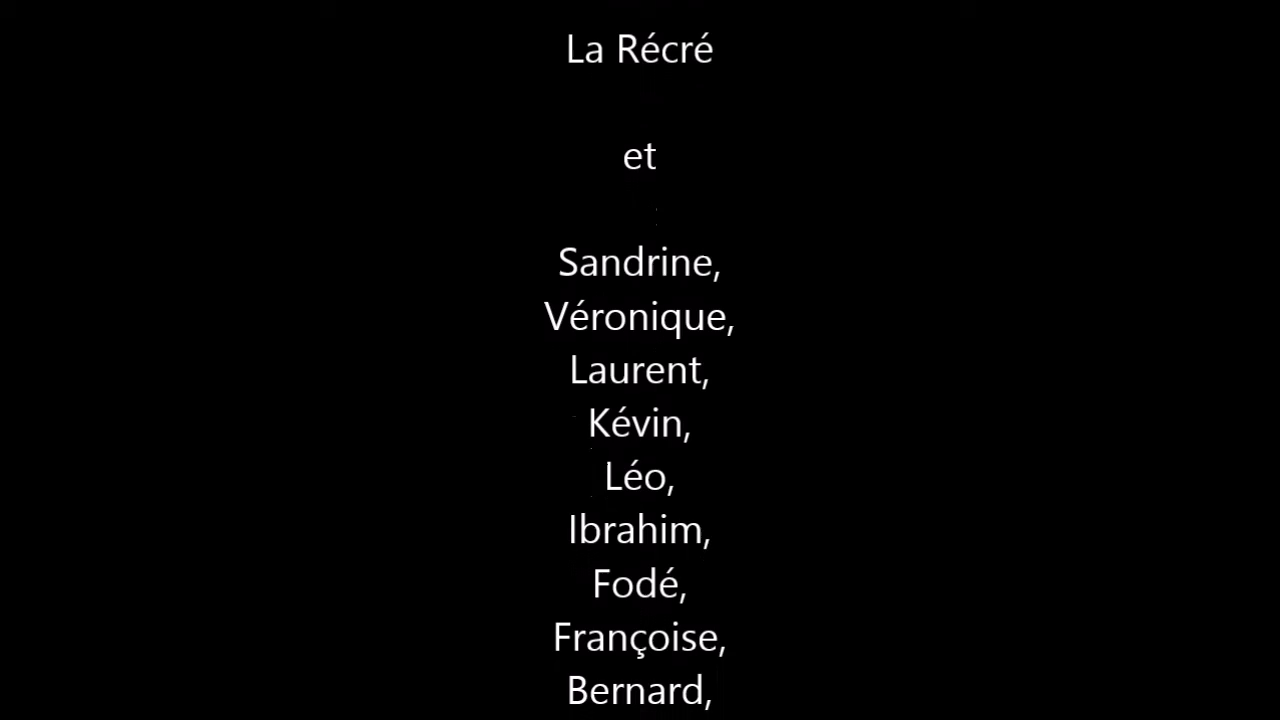 La Récré
et
Sandrine,
Véronique,
Laurent,
Kévin,
Léo,
Ibrahim,
Fodé,
Françoise,
Bernard,